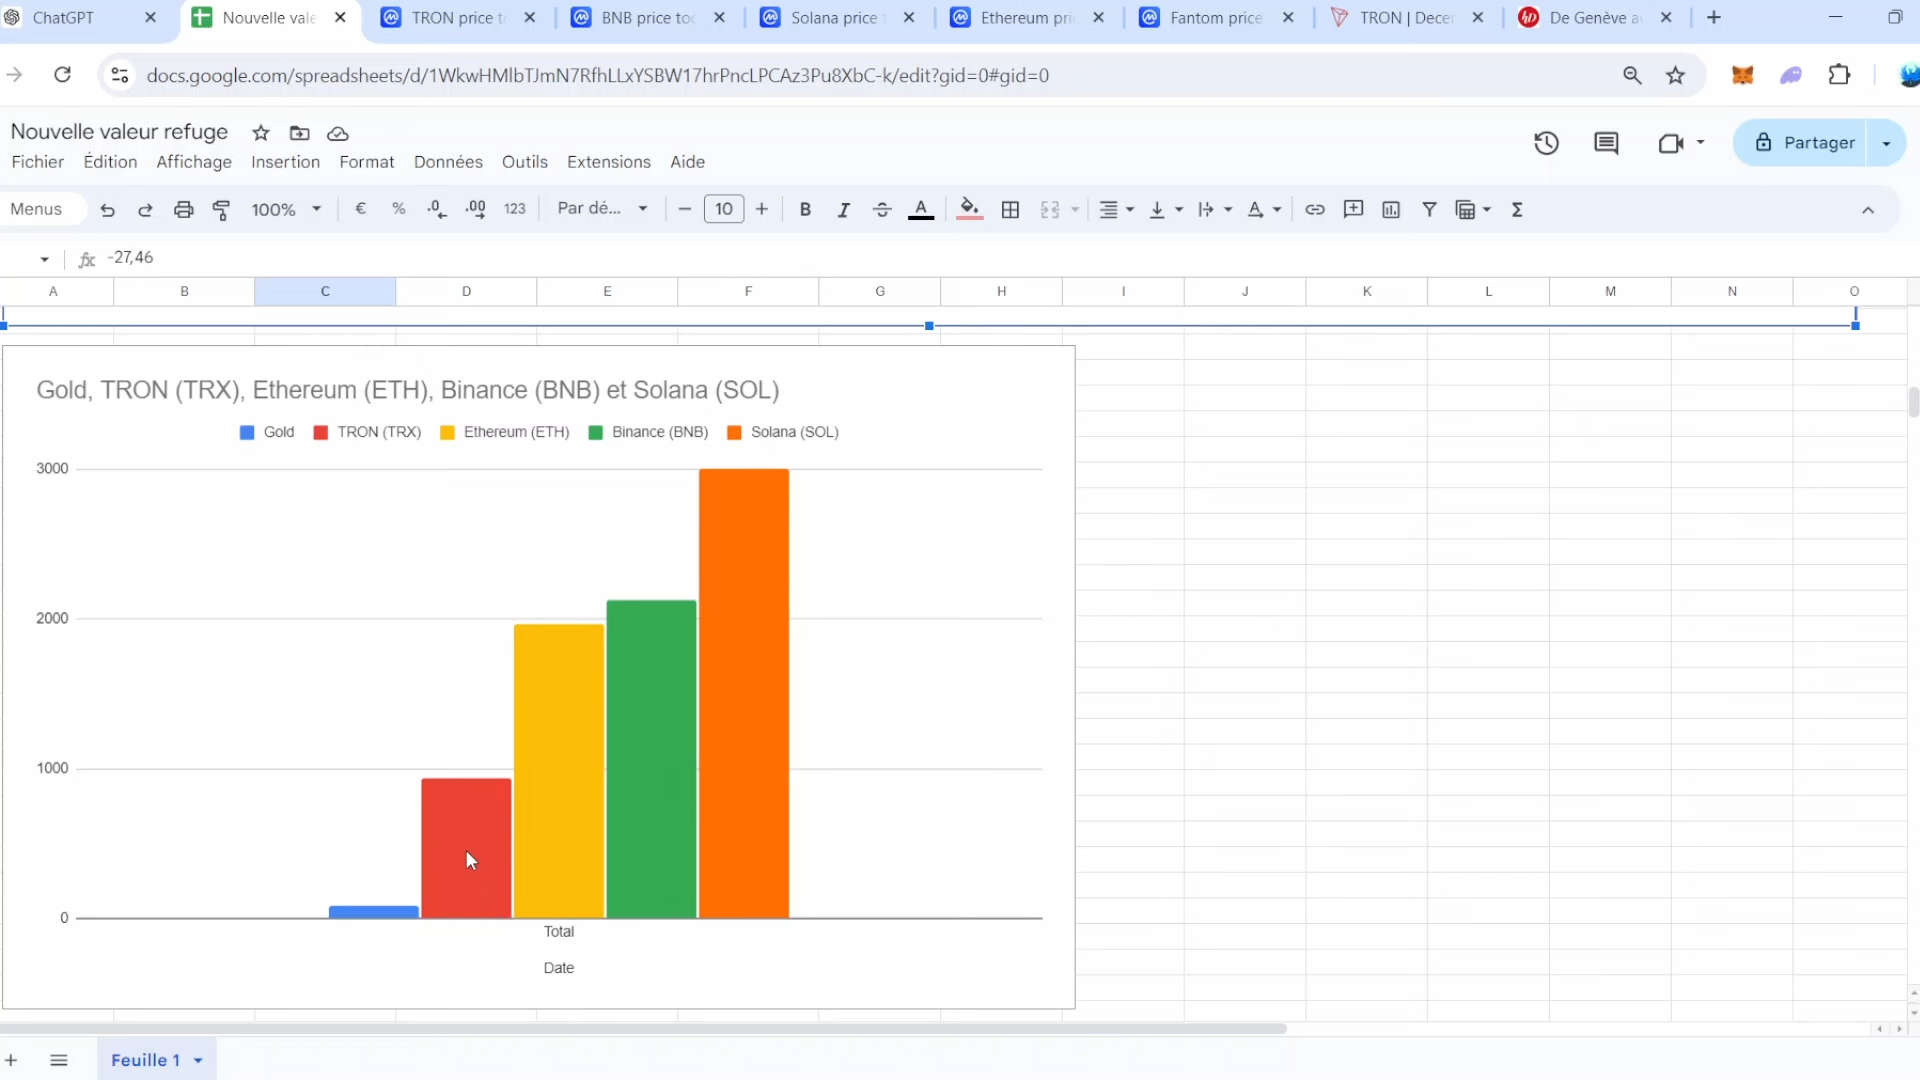 ChatGPT
Nouvelle vale
TRON price to
BNB price toc
Solana price t
Ethereum pri
Fantom price
TRON | Decer
De Genève a
docs.google.com/spreadsheets/d/1WkwHMlbTJmN7RfhLLxYSBW17hrPncLPCAz3Pu8XbC-k/edit?gid=0#gid=0
Nouvelle valeur refuge
Partager
Fichier Édition Affichage Insertion Format Données Outils Extensions Aide
Menus 100% € % .0 .00 123 Par dé... − 10 + B I A Σ
fx -27,46
A B C D E F G H I J K L M N O
Gold, TRON (TRX), Ethereum (ETH), Binance (BNB) et Solana (SOL)
Gold TRON (TRX) Ethereum (ETH) Binance (BNB) Solana (SOL)
3000
2000
1000
0
Total
Date
Feuille 1